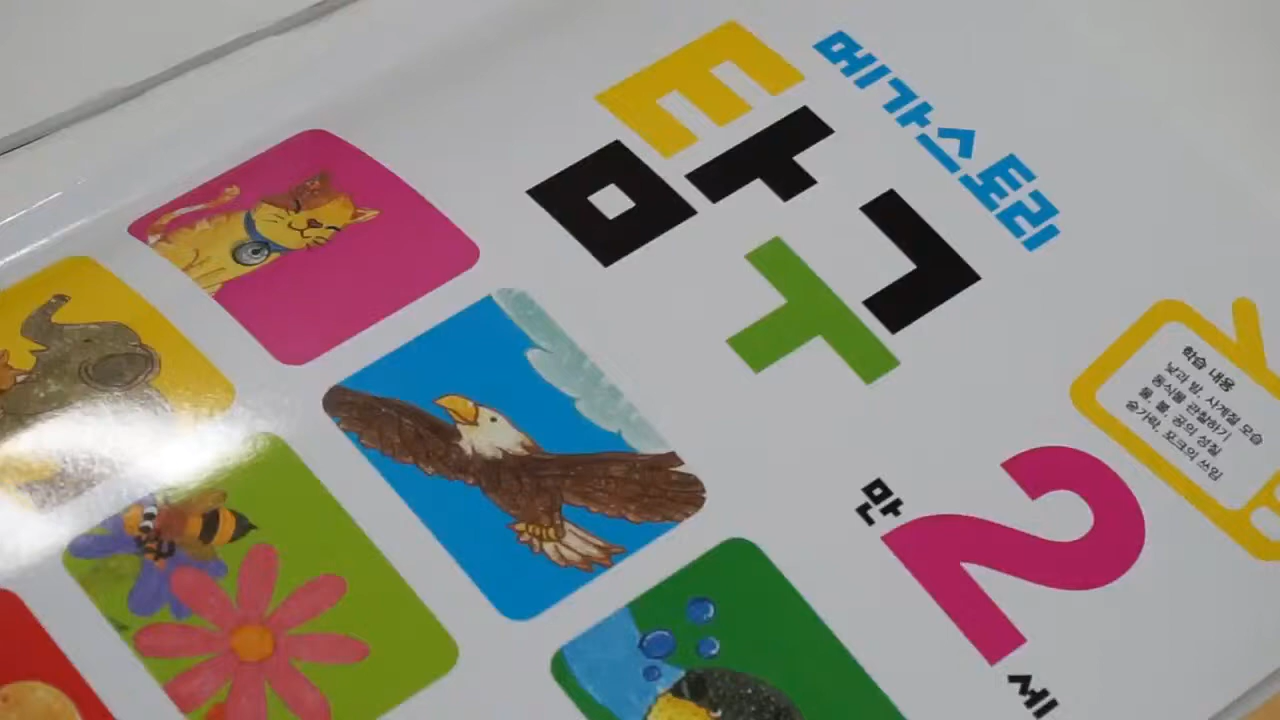 메가스토리
탐구
만 2 세
학습 내용
낮과 밤, 사계절 모습
동식물 관찰하기
물, 불, 공의 성질
숟가락, 포크의 쓰임